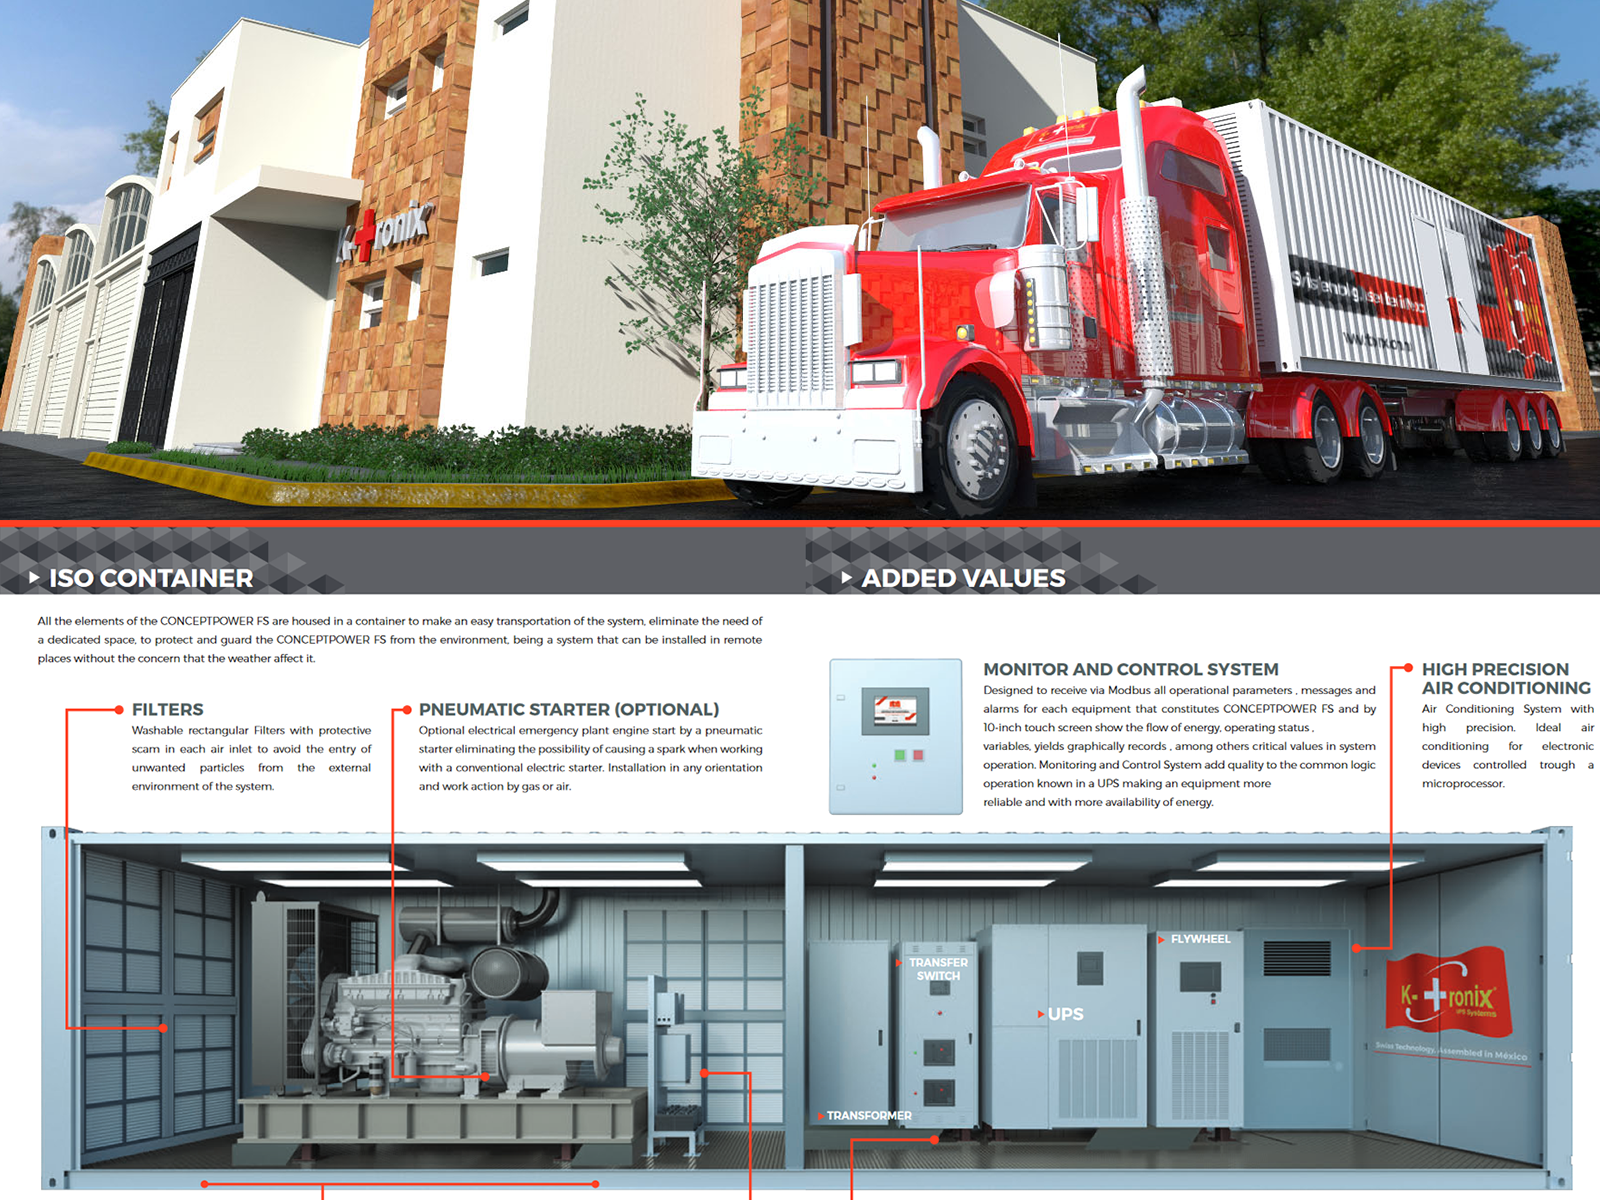 K-tronix
www.ktronix.com
ISO CONTAINER
All the elements of the CONCEPTPOWER FS are housed in a container to make an easy transportation of the system, eliminate the need of
a dedicated space, to protect and guard the CONCEPTPOWER FS from the environment, being a system that can be installed in remote
places without the concern that the weather affect it.
FILTERS
Washable rectangular Filters with protective
scam in each air inlet to avoid the entry of
unwanted particles from the external
environment of the system.
PNEUMATIC STARTER (OPTIONAL)
Optional electrical emergency plant engine start by a pneumatic
starter eliminating the possibility of causing a spark when working
with a conventional electric starter. Installation in any orientation
and work action by gas or air.
ADDED VALUES
MONITOR AND CONTROL SYSTEM
Designed to receive via Modbus all operational parameters , messages and
alarms for each equipment that constitutes CONCEPTPOWER FS and by
10-inch touch screen show the flow of energy, operating status ,
variables, yields graphically records , among others critical values in system
operation. Monitoring and Control System add quality to the common logic
operation known in a UPS making an equipment more
reliable and with more availability of energy.
HIGH PRECISION
AIR CONDITIONING
Air Conditioning System with
high precision. Ideal air
conditioning for electronic
devices controlled trough a
microprocessor.
TRANSFER
SWITCH
FLYWHEEL
UPS
TRANSFORMER
K-tronix
UPS Systems
Swiss Technology, Assembled in México